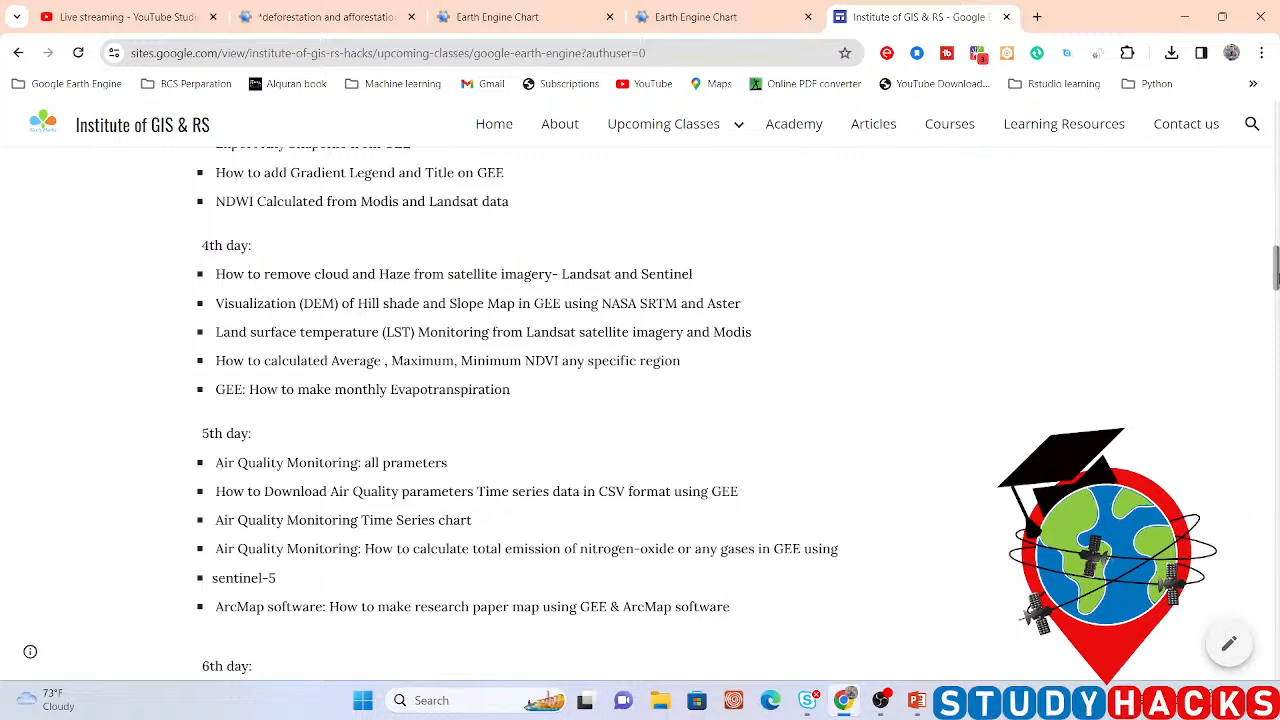 Live streaming - YouTube Studi
*deforestation and afforestati
Earth Engine Chart
Earth Engine Chart
Institute of GIS & RS - Google E
sites.google.com/view/institute-of-gis-rs-hacks/upcoming-classes/google-earth-engine?authuser=0
Google Earth Engine
BCS Preparation
Alquran book
Machine learning
Gmail
Subscriptions
YouTube
Maps
Online PDF converter
YouTube Download...
Rstudio learning
Python
Institute of GIS & RS
Home
About
Upcoming Classes
Academy
Articles
Courses
Learning Resources
Contact us
How to add Gradient Legend and Title on GEE
NDWI Calculated from Modis and Landsat data
4th day:
How to remove cloud and Haze from satellite imagery- Landsat and Sentinel
Visualization (DEM) of Hill shade and Slope Map in GEE using NASA SRTM and Aster
Land surface temperature (LST) Monitoring from Landsat satellite imagery and Modis
How to calculated Average , Maximum, Minimum NDVI any specific region
GEE: How to make monthly Evapotranspiration
5th day:
Air Quality Monitoring: all prameters
How to Download Air Quality parameters Time series data in CSV format using GEE
Air Quality Monitoring Time Series chart
Air Quality Monitoring: How to calculate total emission of nitrogen-oxide or any gases in GEE using
sentinel-5
ArcMap software: How to make research paper map using GEE & ArcMap software
6th day:
73°F
Cloudy
Search
STUDYHACKS